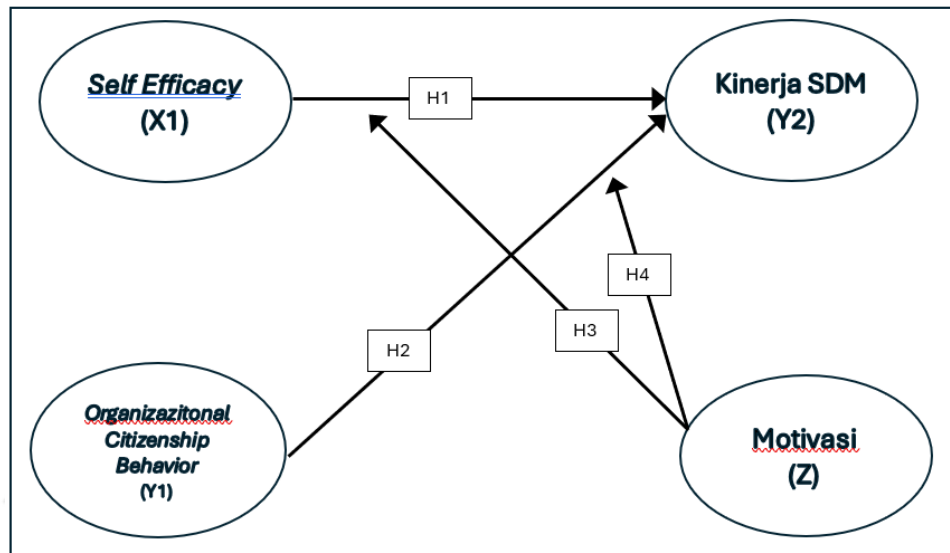 Self Efficacy
(X1)
H1
Kinerja SDM
(Y2)
H4
H3
H2
Organizazitonal
Citizenship
Behavior
(Y1)
Motivasi
(Z)